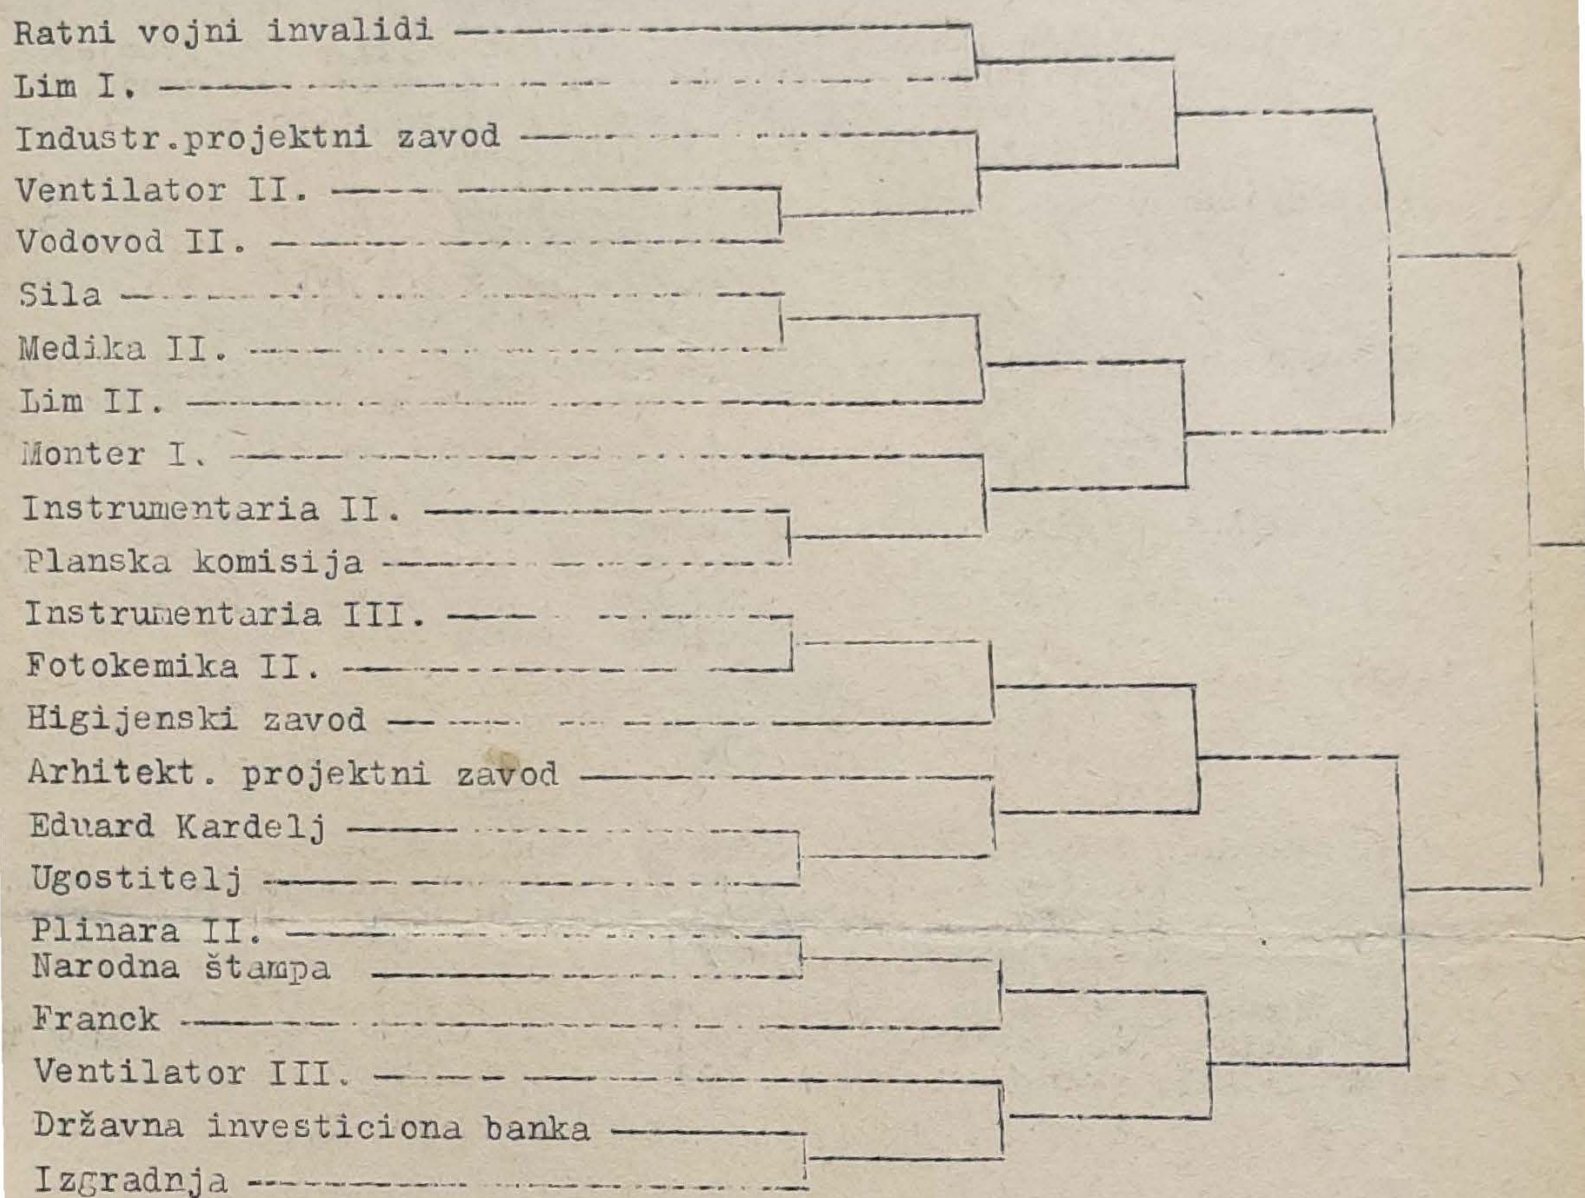 Ratni vojni invalidi
Lim I.
Industr.projektni zavod
Ventilator II.
Vodovod II.
Sila
Medika II.
Lim II.
Monter I.
Instrumentaria II.
Planska komisija
Instrumentaria III.
Fotokemika II.
Higijenski zavod
Arhitekt. projektni zavod
Eduard Kardelj
Ugostitelj
Plinara II.
Narodna štampa
Franck
Ventilator III.
Državna investiciona banka
Izgradnja